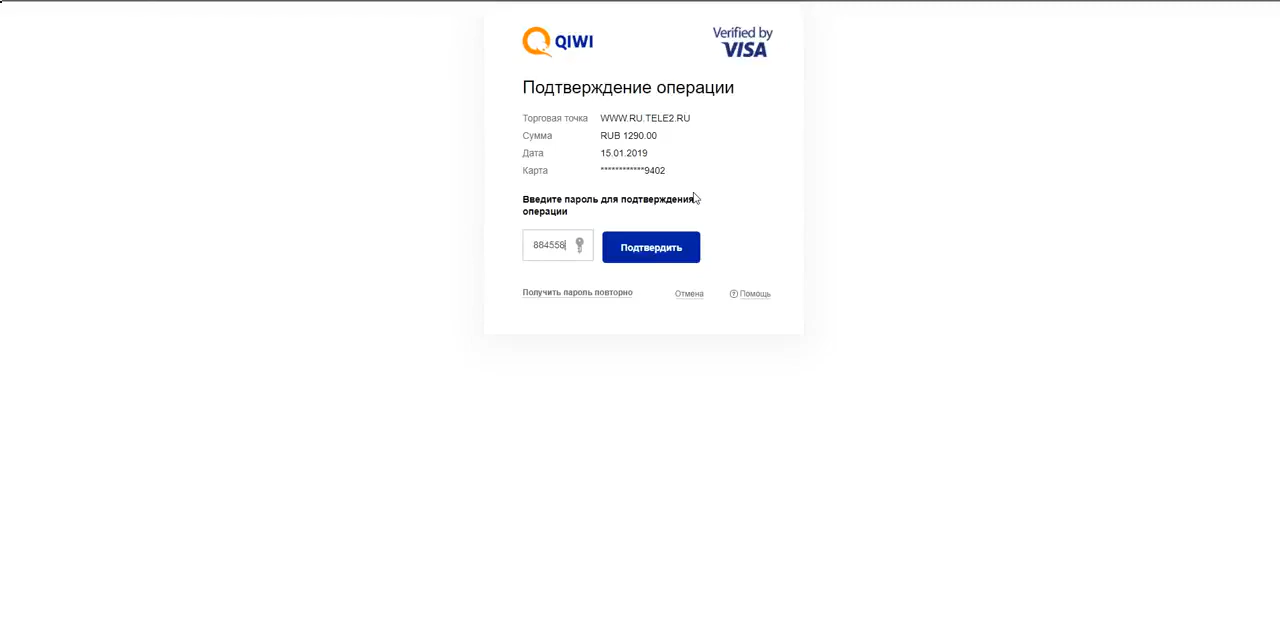 QIWI
Verified by
VISA
Подтверждение операции
Торговая точка WWW.RU.TELE2.RU
Сумма RUB 1290.00
Дата 15.01.2019
Карта ************9402
Введите пароль для подтверждения
операции
884558
Подтвердить
Получить пароль повторно
Отмена
? Помощь